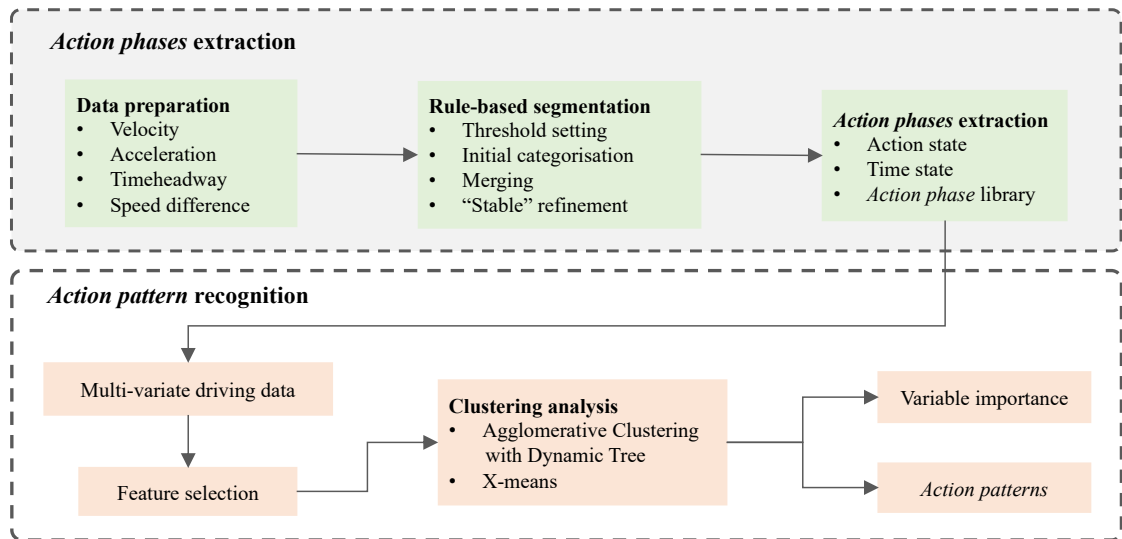 Action phases extraction
Data preparation
• Velocity
• Acceleration
• Timeheadway
• Speed difference
Rule-based segmentation
• Threshold setting
• Initial categorisation
• Merging
• “Stable” refinement
Action phases extraction
• Action state
• Time state
• Action phase library
Action pattern recognition
Multi-variate driving data
Feature selection
Clustering analysis
• Agglomerative Clustering
with Dynamic Tree
• X-means
Variable importance
Action patterns